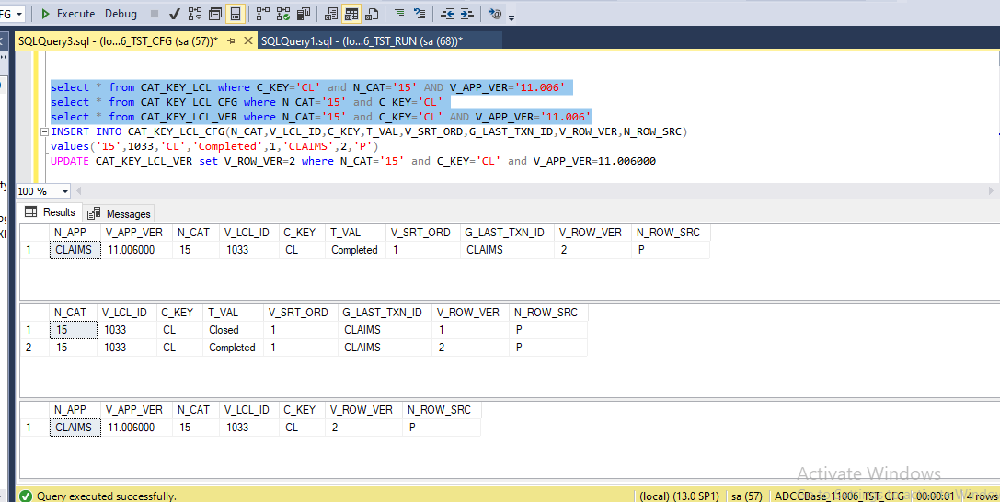 FG
Execute
Debug
SQLQuery3.sql - (lo...6_TST_CFG (sa (57))*
SQLQuery1.sql - (lo...6_TST_RUN (sa (68))*
select * from CAT_KEY_LCL where C_KEY='CL' and N_CAT='15' AND V_APP_VER='11.006'
select * from CAT_KEY_LCL_CFG where N_CAT='15' and C_KEY='CL'
select * from CAT_KEY_LCL_VER where N_CAT='15' and C_KEY='CL' AND V_APP_VER='11.006'
INSERT INTO CAT_KEY_LCL_CFG(N_CAT,V_LCL_ID,C_KEY,T_VAL,V_SRT_ORD,G_LAST_TXN_ID,V_ROW_VER,N_ROW_SRC)
values('15',1033,'CL','Completed',1,'CLAIMS',2,'P')
UPDATE CAT_KEY_LCL_VER set V_ROW_VER=2 where N_CAT='15' and C_KEY='CL' and V_APP_VER=11.006000
100 %
Results Messages
N_APP V_APP_VER N_CAT V_LCL_ID C_KEY T_VAL V_SRT_ORD G_LAST_TXN_ID V_ROW_VER N_ROW_SRC
1 CLAIMS 11.006000 15 1033 CL Completed 1 CLAIMS 2 P
N_CAT V_LCL_ID C_KEY T_VAL V_SRT_ORD G_LAST_TXN_ID V_ROW_VER N_ROW_SRC
1 15 1033 CL Closed 1 CLAIMS 1 P
2 15 1033 CL Completed 1 CLAIMS 2 P
N_APP V_APP_VER N_CAT V_LCL_ID C_KEY V_ROW_VER N_ROW_SRC
1 CLAIMS 11.006000 15 1033 CL 2 P
Activate Windows
Query executed successfully.
(local) (13.0 SP1)
sa (57)
ADCCBase_11006_TST_CFG
00:00:01
4 rows